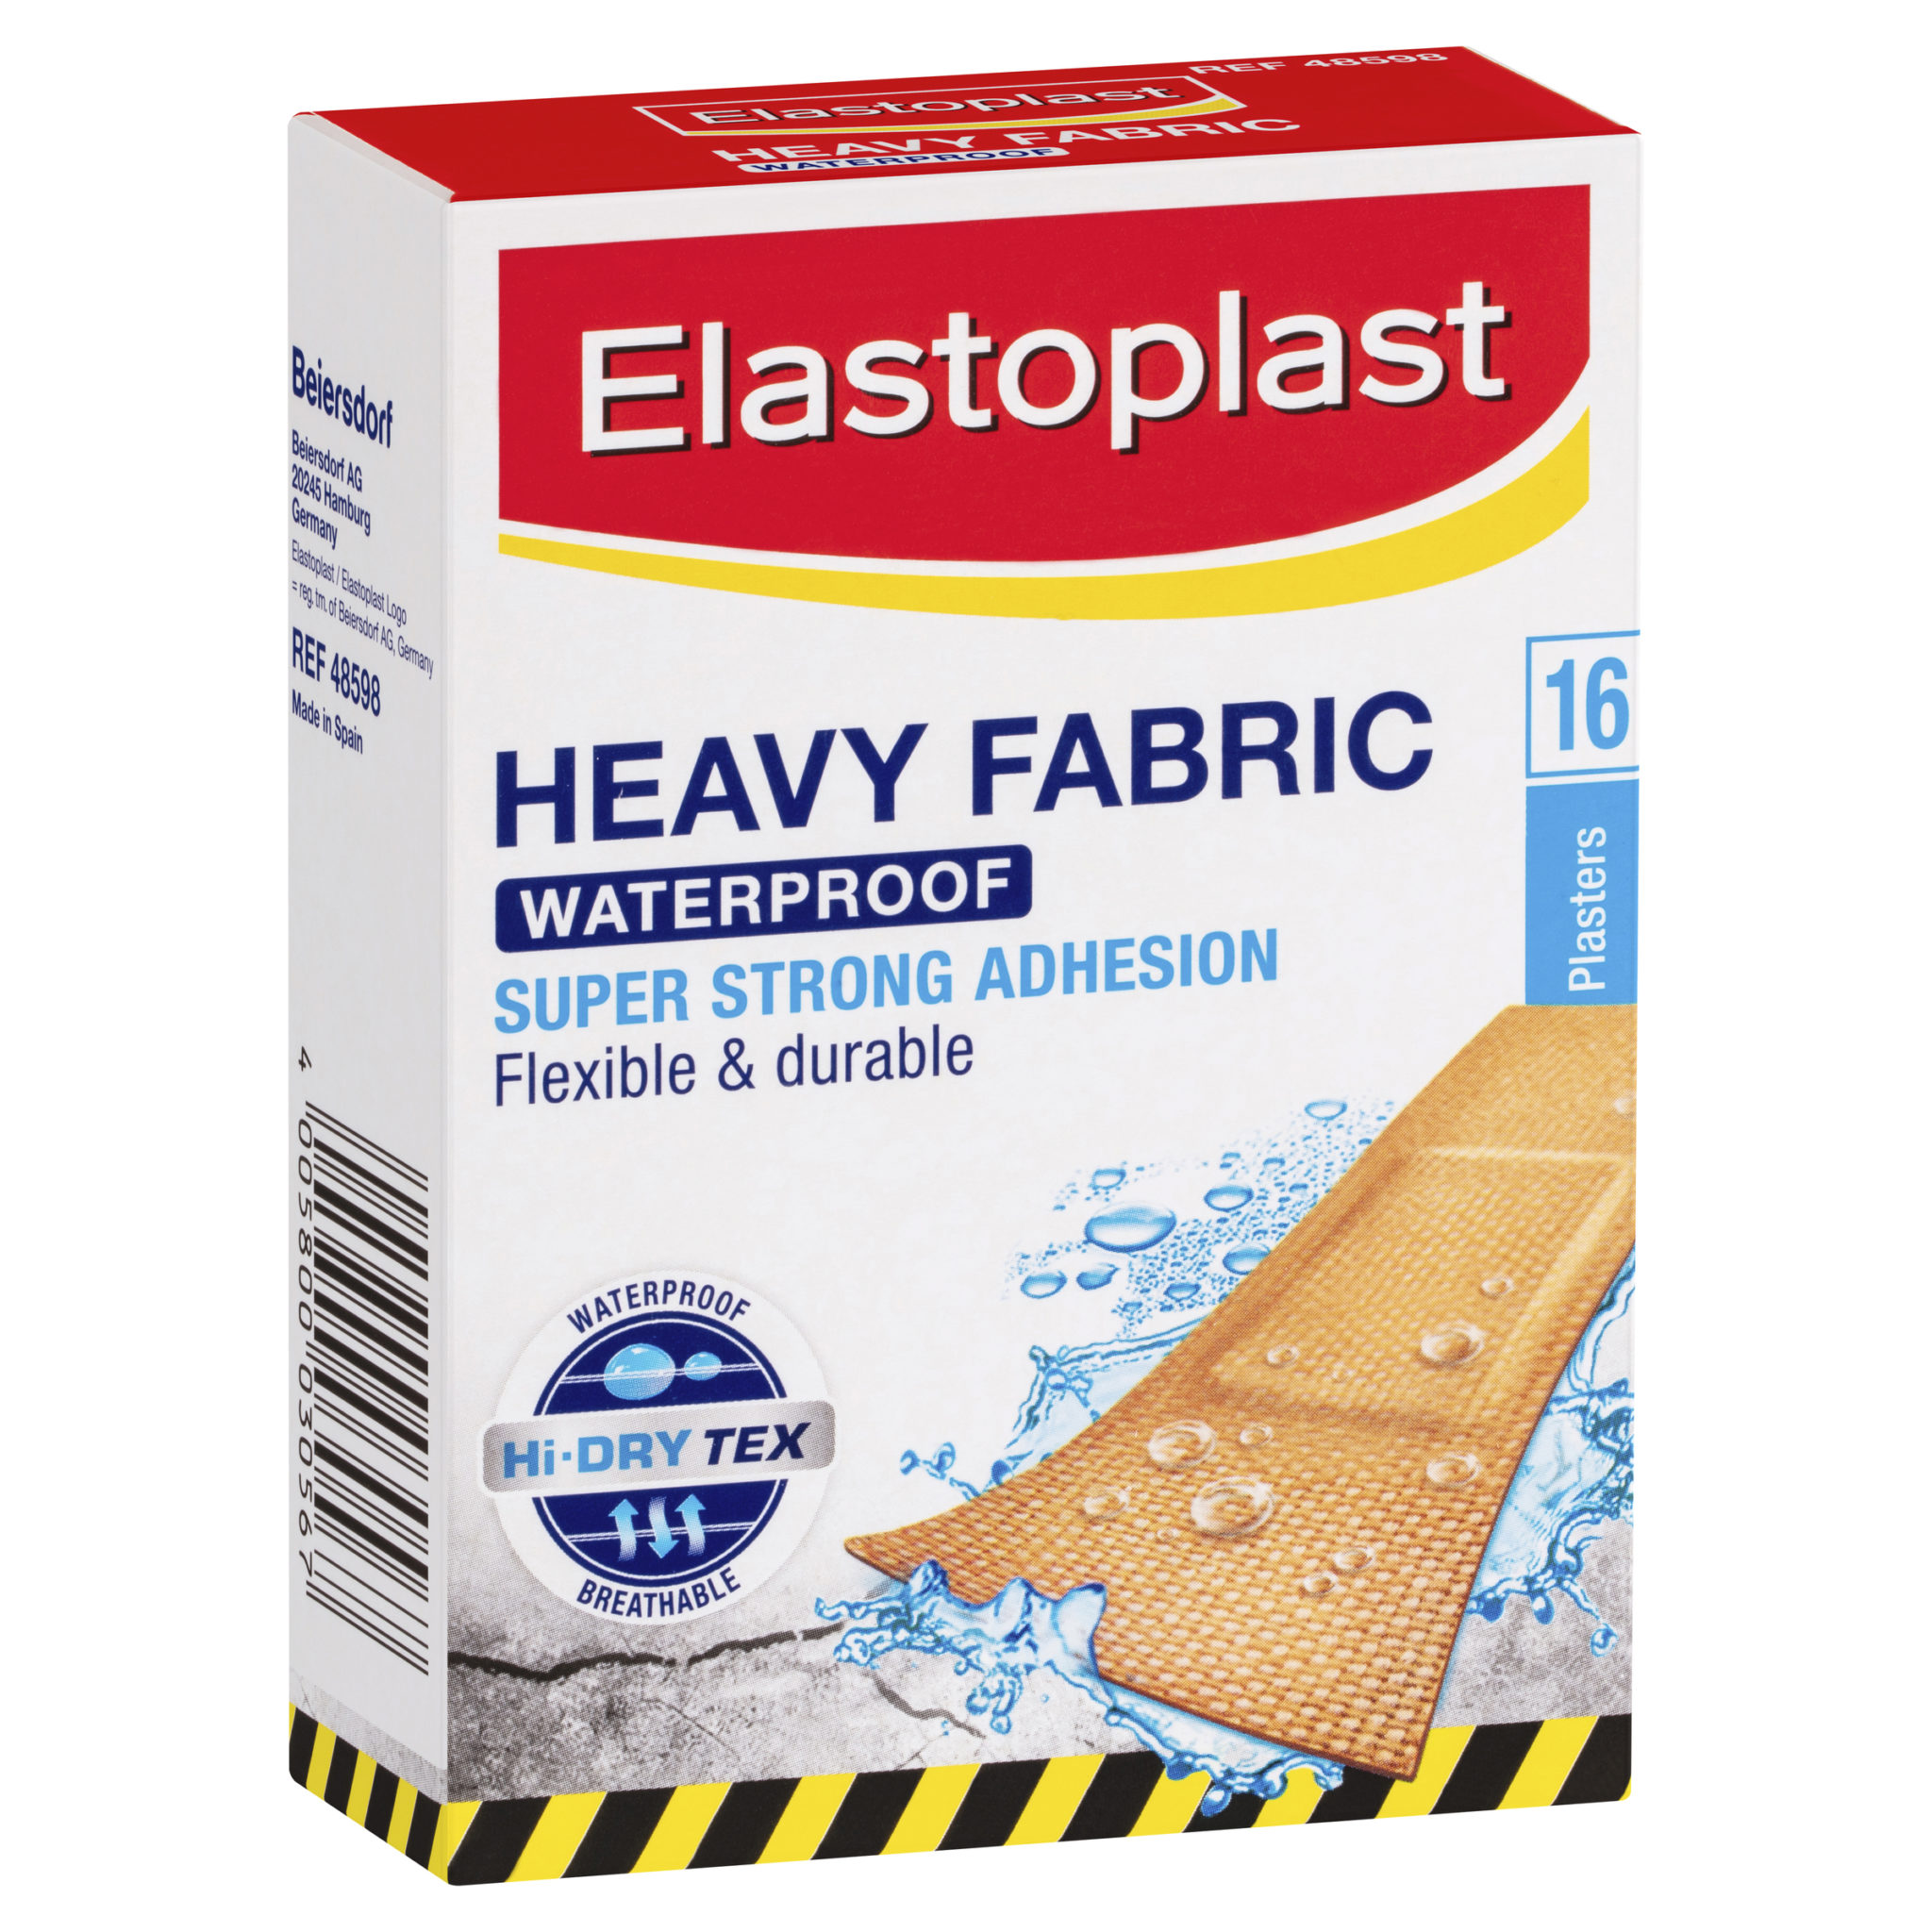 Elastoplast
REF 48598
HEAVY FABRIC
WATERPROOF
Elastoplast
HEAVY FABRIC
WATERPROOF
SUPER STRONG ADHESION
Flexible & durable
16
Plasters
WATERPROOF
Hi-DRY TEX
BREATHABLE
Beiersdorf
Beiersdorf AG
20245 Hamburg
Germany
Elastoplast / Elastoplast Logo
= reg. tm. of Beiersdorf AG, Germany
REF 48598
Made in Spain
4 005800 030567